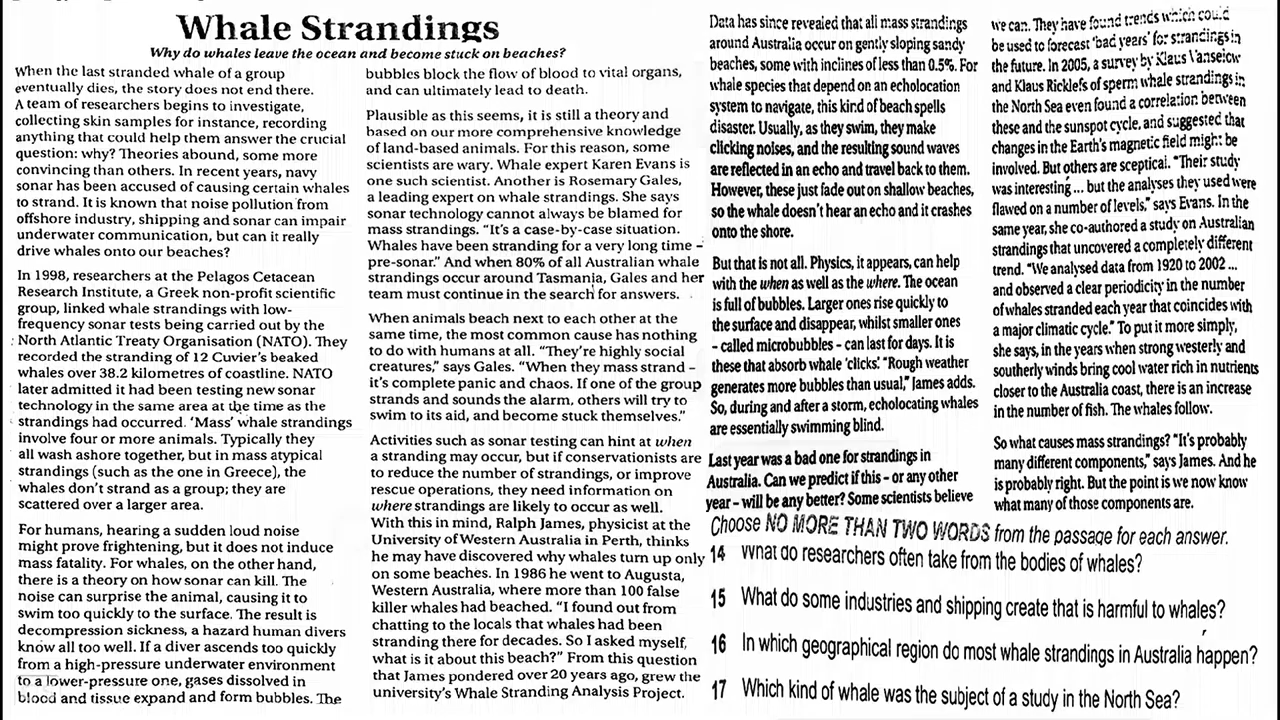 Whale Strandings
Why do whales leave the ocean and become stuck on beaches?
When the last stranded whale of a group
eventually dies, the story does not end there.
A team of researchers begins to investigate,
collecting skin samples for instance, recording
anything that could help them answer the crucial
question: why? Theories abound, some more
convincing than others. In recent years, navy
sonar has been accused of causing certain whales
to strand. It is known that noise pollution from
offshore industry, shipping and sonar can impair
underwater communication, but can it really
drive whales onto our beaches?
In 1998, researchers at the Pelagos Cetacean
Research Institute, a Greek non-profit scientific
group, linked whale strandings with low-
frequency sonar tests being carried out by the
North Atlantic Treaty Organisation (NATO). They
recorded the stranding of 12 Cuvier's beaked
whales over 38.2 kilometres of coastline. NATO
later admitted it had been testing new sonar
technology in the same area at the time as the
strandings had occurred. 'Mass' whale strandings
involve four or more animals. Typically they
all wash ashore together, but in mass atypical
strandings (such as the one in Greece), the
whales don't strand as a group; they are
scattered over a larger area.
For humans, hearing a sudden loud noise
might prove frightening, but it does not induce
mass fatality. For whales, on the other hand,
there is a theory on how sonar can kill. The
noise can surprise the animal, causing it to
swim too quickly to the surface. The result is
decompression sickness, a hazard human divers
know all too well. If a diver ascends too quickly
from a high-pressure underwater environment
to a lower-pressure one, gases dissolved in
blood and tissue expand and form bubbles. The
bubbles block the flow of blood to vital organs,
and can ultimately lead to death.
Plausible as this seems, it is still a theory and
based on our more comprehensive knowledge
of land-based animals. For this reason, some
scientists are wary. Whale expert Karen Evans is
one such scientist. Another is Rosemary Gales,
a leading expert on whale strandings. She says
sonar technology cannot always be blamed for
mass strandings. "It's a case-by-case situation.
Whales have been stranding for a very long time –
pre-sonar." And when 80% of all Australian whale
strandings occur around Tasmania, Gales and her
team must continue in the search for answers.
When animals beach next to each other at the
same time, the most common cause has nothing
to do with humans at all. "They're highly social
creatures," says Gales. "When they mass strand –
it's complete panic and chaos. If one of the group
strands and sounds the alarm, others will try to
swim to its aid, and become stuck themselves."
Activities such as sonar testing can hint at when
a stranding may occur, but if conservationists are
to reduce the number of strandings, or improve
rescue operations, they need information on
where strandings are likely to occur as well.
With this in mind, Ralph James, physicist at the
University of Western Australia in Perth, thinks
he may have discovered why whales turn up only
on some beaches. In 1986 he went to Augusta,
Western Australia, where more than 100 false
killer whales had beached. "I found out from
chatting to the locals that whales had been
stranding there for decades. So I asked myself,
what is it about this beach?" From this question
that James pondered over 20 years ago, grew the
university's Whale Stranding Analysis Project.
Data has since revealed that all mass strandings
around Australia occur on gently sloping sandy
beaches, some with inclines of less than 0.5%. For
whale species that depend on an echolocation
system to navigate, this kind of beach spells
disaster. Usually, as they swim, they make
clicking noises, and the resulting sound waves
are reflected in an echo and travel back to them.
However, these just fade out on shallow beaches,
so the whale doesn't hear an echo and it crashes
onto the shore.
But that is not all. Physics, it appears, can help
with the when as well as the where. The ocean
is full of bubbles. Larger ones rise quickly to
the surface and disappear, whilst smaller ones
– called microbubbles – can last for days. It is
these that absorb whale 'clicks.' "Rough weather
generates more bubbles than usual," James adds.
So, during and after a storm, echolocating whales
are essentially swimming blind.
Last year was a bad one for strandings in
Australia. Can we predict if this – or any other
year – will be any better? Some scientists believe
we can. They have found trends which could
be used to forecast 'bad years' for strandings in
the future. In 2005, a survey by Klaus Vanselow
and Klaus Ricklefs of sperm whale strandings in
the North Sea even found a correlation between
these and the sunspot cycle, and suggested that
changes in the Earth's magnetic field might be
involved. But others are sceptical. "Their study
was interesting ... but the analyses they used were
flawed on a number of levels," says Evans. In the
same year, she co-authored a study on Australian
strandings that uncovered a completely different
trend. "We analysed data from 1920 to 2002 ...
and observed a clear periodicity in the number
of whales stranded each year that coincides with
a major climatic cycle." To put it more simply,
she says, in the years when strong westerly and
southerly winds bring cool water rich in nutrients
closer to the Australia coast, there is an increase
in the number of fish. The whales follow.
So what causes mass strandings? "It's probably
many different components," says James. And he
is probably right. But the point is we now know
what many of those components are.
Choose NO MORE THAN TWO WORDS from the passage for each answer.
14 What do researchers often take from the bodies of whales?
15 What do some industries and shipping create that is harmful to whales?
16 In which geographical region do most whale strandings in Australia happen?
17 Which kind of whale was the subject of a study in the North Sea?